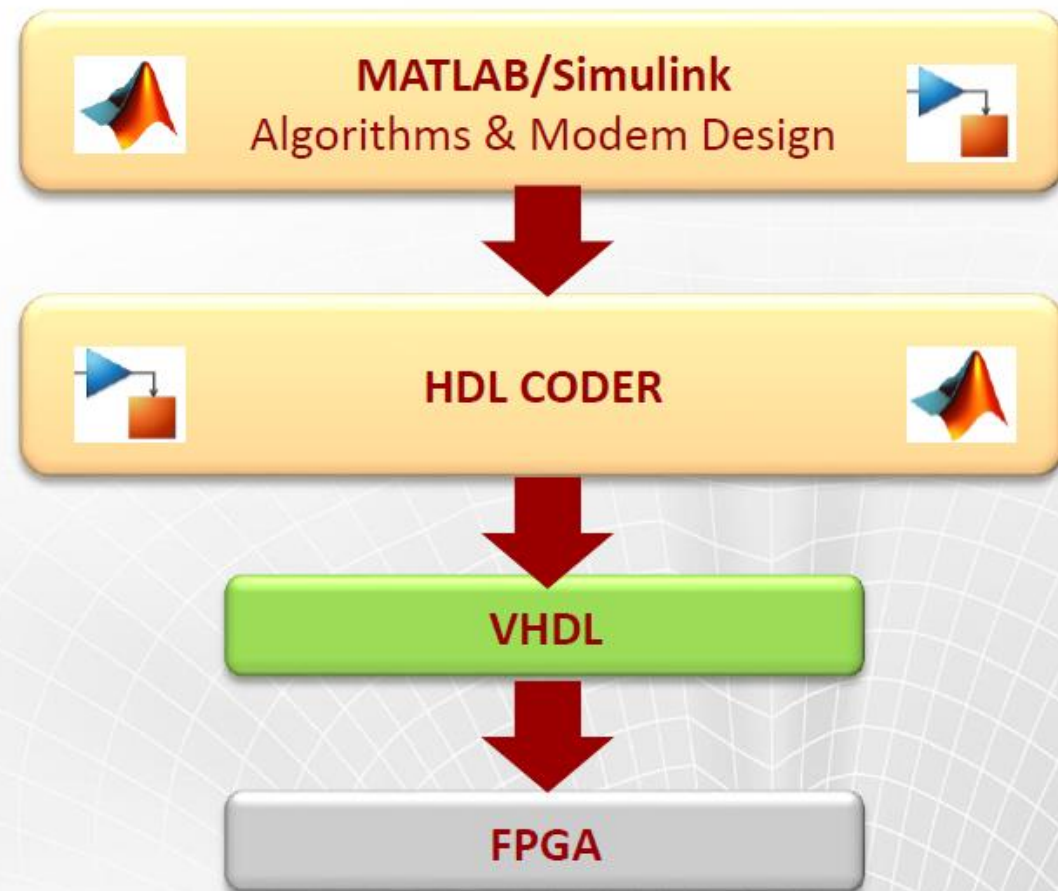 MATLAB/Simulink
Algorithms & Modem Design
HDL CODER
VHDL
FPGA